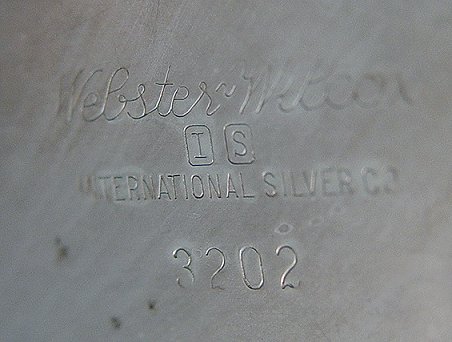 Webster-Wilcox
I S
INTERNATIONAL SILVER CO
3202